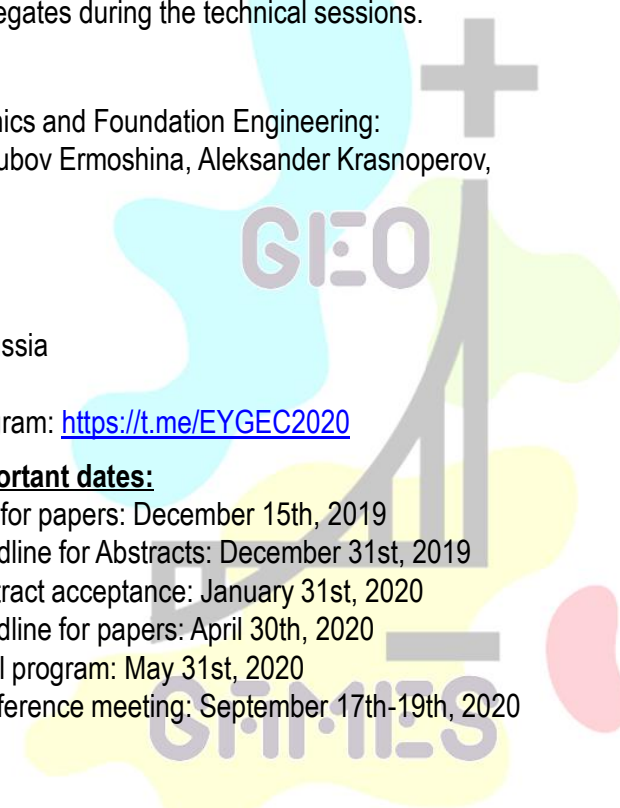 egates during the technical sessions.
nics and Foundation Engineering:
ubov Ermoshina, Aleksander Krasnoperov,
GEO
ssia
ram: https://t.me/EYGEC2020
ortant dates:
for papers: December 15th, 2019
dline for Abstracts: December 31st, 2019
tract acceptance: January 31st, 2020
dline for papers: April 30th, 2020
l program: May 31st, 2020
ference meeting: September 17th-19th, 2020
GAMES